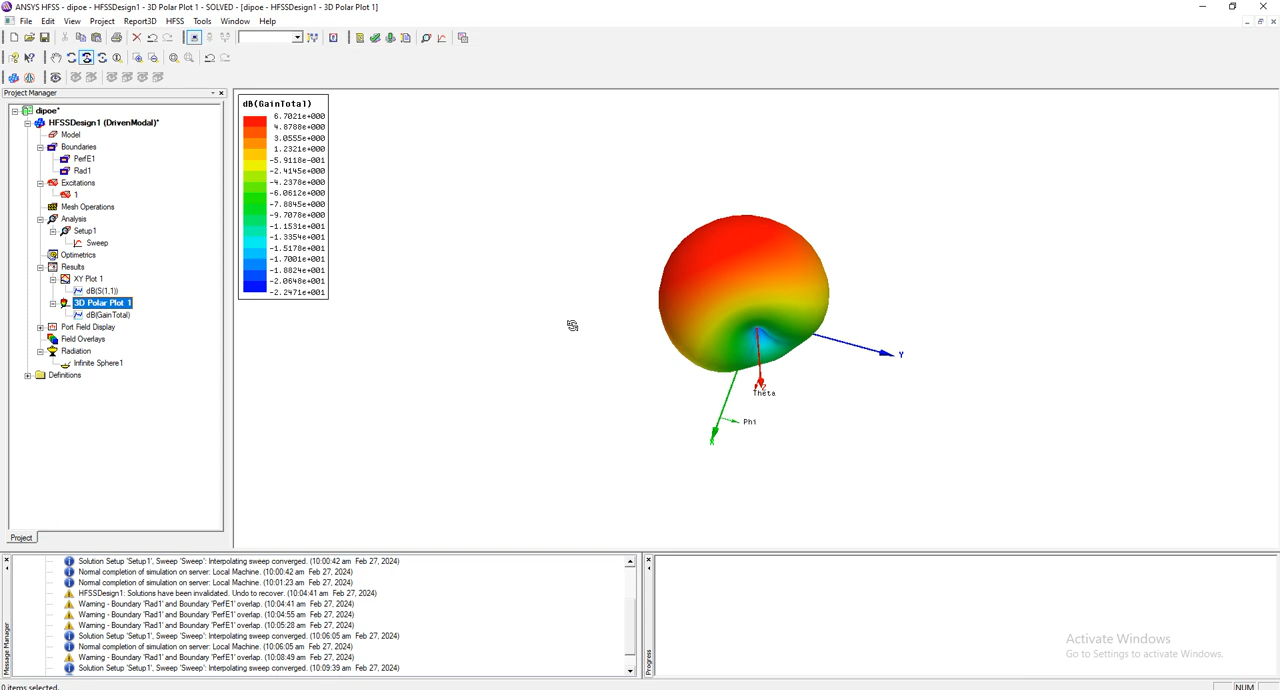 ANSYS HFSS - dipoe - HFSSDesign1 - 3D Polar Plot 1 - SOLVED - [dipoe - HFSSDesign1 - 3D Polar Plot 1]
File Edit View Project Report3D HFSS Tools Window Help
Project Manager
dipoe*
HFSSDesign1 (DrivenModal)*
Model
Boundaries
PerfE1
Rad1
Excitations
1
Mesh Operations
Analysis
Setup1
Sweep
Optimetrics
Results
XY Plot 1
dB(S(1,1))
3D Polar Plot 1
dB(GainTotal)
Port Field Display
Field Overlays
Radiation
Infinite Sphere1
Definitions
Project
dB(GainTotal)
6.7021e+000
4.8788e+000
3.0555e+000
1.2321e+000
-5.9118e-001
-2.4145e+000
-4.2378e+000
-6.0612e+000
-7.8845e+000
-9.7078e+000
-1.1531e+001
-1.3354e+001
-1.5178e+001
-1.7001e+001
-1.8824e+001
-2.0648e+001
-2.2471e+001
Y
Theta
Phi
X
Solution Setup 'Setup1', Sweep 'Sweep': Interpolating sweep converged. (10:00:42 am Feb 27, 2024)
Normal completion of simulation on server: Local Machine. (10:00:42 am Feb 27, 2024)
Normal completion of simulation on server: Local Machine. (10:01:23 am Feb 27, 2024)
HFSSDesign1: Solutions have been invalidated. Undo to recover. (10:04:41 am Feb 27, 2024)
Warning - Boundary 'Rad1' and Boundary 'PerfE1' overlap. (10:04:41 am Feb 27, 2024)
Warning - Boundary 'Rad1' and Boundary 'PerfE1' overlap. (10:04:55 am Feb 27, 2024)
Warning - Boundary 'Rad1' and Boundary 'PerfE1' overlap. (10:05:28 am Feb 27, 2024)
Solution Setup 'Setup1', Sweep 'Sweep': Interpolating sweep converged. (10:06:05 am Feb 27, 2024)
Normal completion of simulation on server: Local Machine. (10:06:05 am Feb 27, 2024)
Warning - Boundary 'Rad1' and Boundary 'PerfE1' overlap. (10:08:49 am Feb 27, 2024)
Solution Setup 'Setup1', Sweep 'Sweep': Interpolating sweep converged. (10:09:39 am Feb 27, 2024)
Message Manager
Progress
Activate Windows
Go to Settings to activate Windows.
0 items selected.
NUM